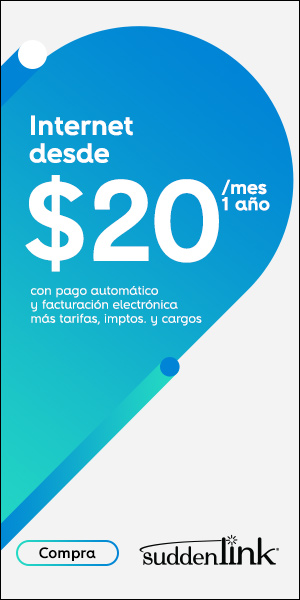 Internet
desde
$20
/mes
1 año
con pago automático
y facturación electrónica
más tarifas, imptos. y cargos
Compra
suddenlink®